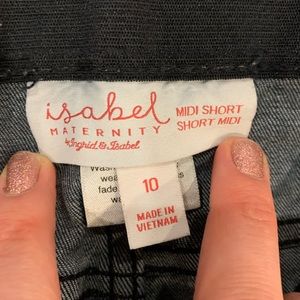 isabel
MATERNITY
by Ingrid & Isabel
MIDI SHORT
SHORT MIDI
10
MADE IN
VIETNAM